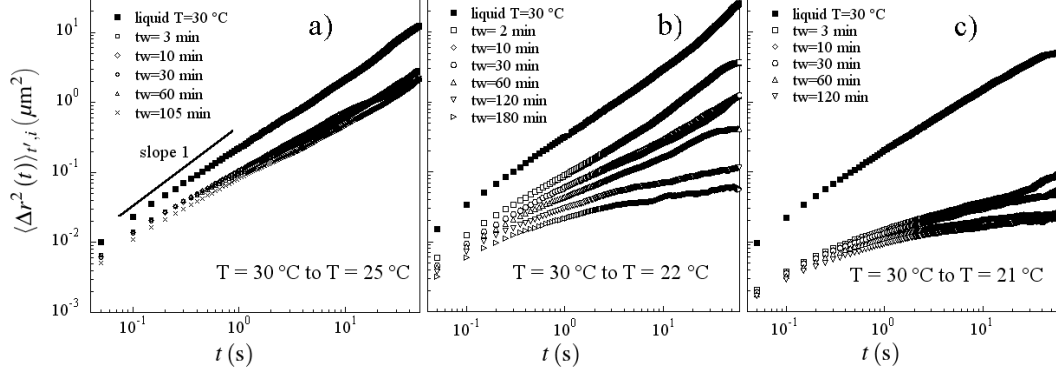 a)
liquid T=30 °C
tw= 3 min
tw=10 min
tw=30 min
tw=60 min
tw=105 min
slope 1
T = 30 °C to T = 25 °C
b)
liquid T=30 °C
tw= 2 min
tw=10 min
tw=30 min
tw=60 min
tw=120 min
tw=180 min
T = 30 °C to T = 22 °C
c)
liquid T=30 °C
tw= 3 min
tw=10 min
tw=30 min
tw=60 min
tw=120 min
T = 30 °C to T = 21 °C
⟨Δr²(t)⟩t',i (μm²)
10¹
10⁰
10⁻¹
10⁻²
10⁻³
10⁻¹ 10⁰ 10¹
10⁻¹ 10⁰ 10¹
10⁻¹ 10⁰ 10¹
t (s)
t (s)
t (s)